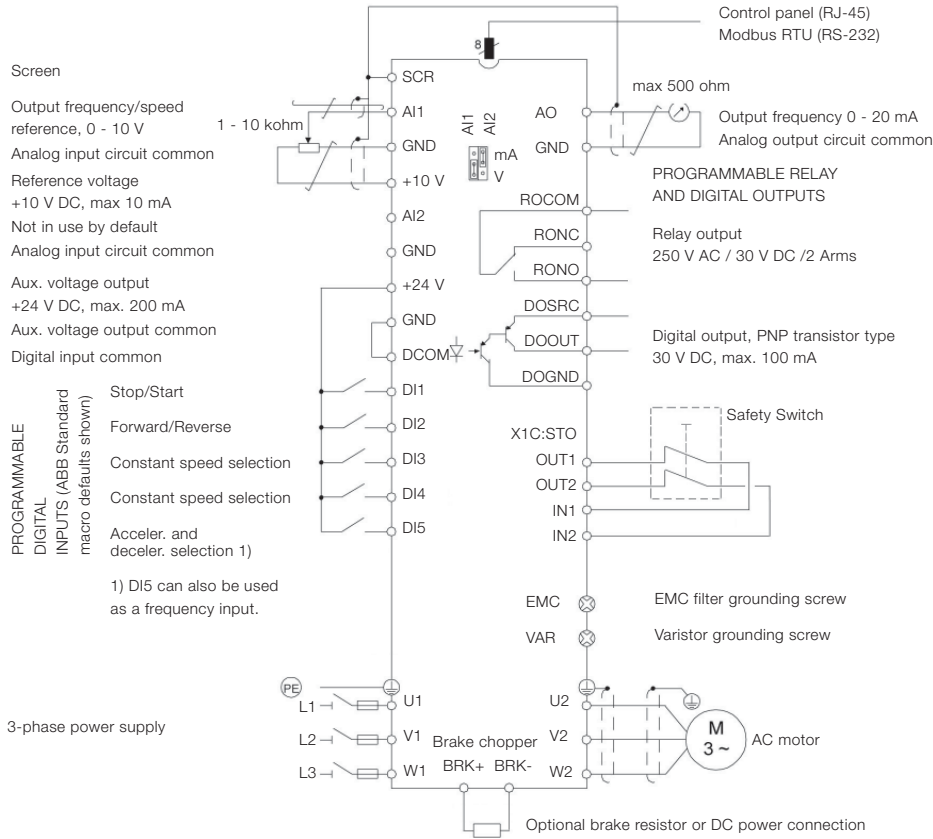 Control panel (RJ-45)
Modbus RTU (RS-232)
8
Screen
SCR
Output frequency/speed
reference, 0 - 10 V
1 - 10 kohm
AI1
Analog input circuit common
GND
Reference voltage
+10 V DC, max 10 mA
+10 V
Not in use by default
AI2
Analog input circuit common
GND
Aux. voltage output
+24 V DC, max. 200 mA
+24 V
Aux. voltage output common
GND
Digital input common
DCOM
PROGRAMMABLE
DIGITAL
INPUTS (ABB Standard
macro defaults shown)
Stop/Start
DI1
Forward/Reverse
DI2
Constant speed selection
DI3
Constant speed selection
DI4
Acceler. and
deceler. selection 1)
DI5
1) DI5 can also be used
as a frequency input.
AI1
AI2
mA
V
max 500 ohm
AO
Output frequency 0 - 20 mA
GND
Analog output circuit common
PROGRAMMABLE RELAY
AND DIGITAL OUTPUTS
ROCOM
RONC
RONO
Relay output
250 V AC / 30 V DC /2 Arms
DOSRC
DOOUT
DOGND
Digital output, PNP transistor type
30 V DC, max. 100 mA
Safety Switch
X1C:STO
OUT1
OUT2
IN1
IN2
EMC
EMC filter grounding screw
VAR
Varistor grounding screw
PE
3-phase power supply
L1
U1
L2
V1
L3
W1
Brake chopper
BRK+ BRK-
U2
V2
W2
M
3 ~
AC motor
Optional brake resistor or DC power connection